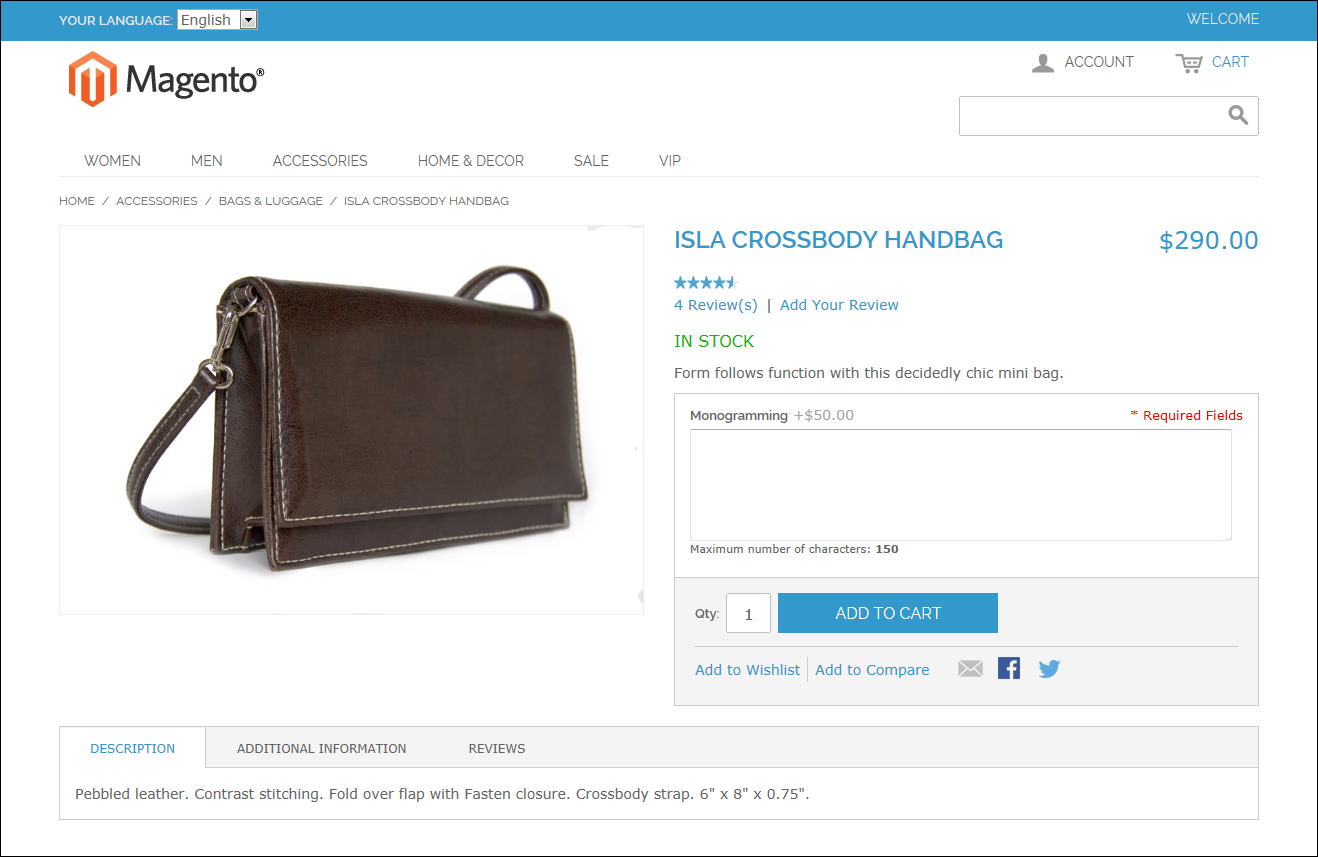 YOUR LANGUAGE: English
WELCOME
Magento®
ACCOUNT
CART
WOMEN MEN ACCESSORIES HOME & DECOR SALE VIP
HOME / ACCESSORIES / BAGS & LUGGAGE / ISLA CROSSBODY HANDBAG
ISLA CROSSBODY HANDBAG $290.00
4 Review(s) | Add Your Review
IN STOCK
Form follows function with this decidedly chic mini bag.
Monogramming +$50.00 * Required Fields
Maximum number of characters: 150
Qty: 1 ADD TO CART
Add to Wishlist Add to Compare
DESCRIPTION ADDITIONAL INFORMATION REVIEWS
Pebbled leather. Contrast stitching. Fold over flap with Fasten closure. Crossbody strap. 6" x 8" x 0.75".